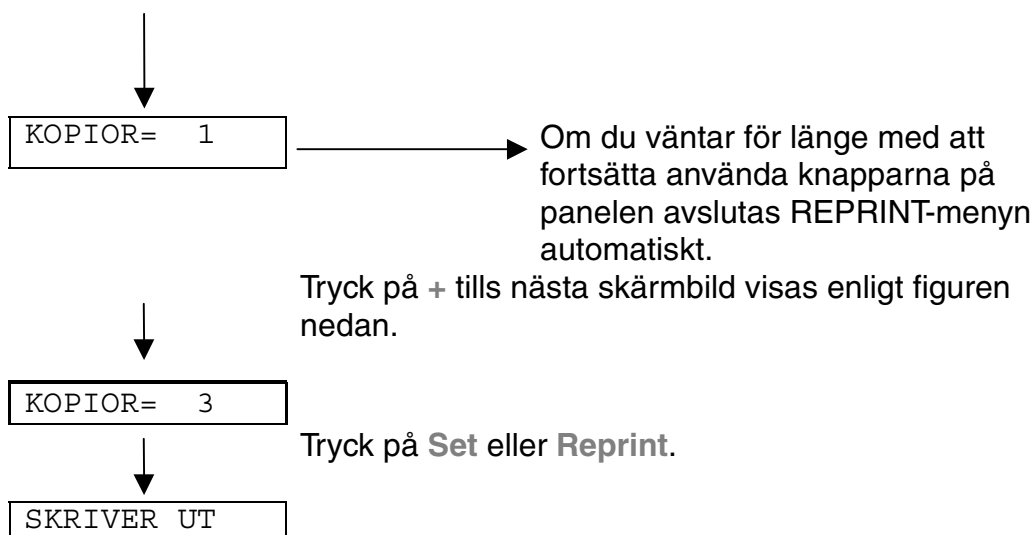 KOPIOR=  1
Om du väntar för länge med att
fortsätta använda knapparna på
panelen avslutas REPRINT-menyn
automatiskt.
Tryck på + tills nästa skärmbild visas enligt figuren
nedan.
KOPIOR=  3
Tryck på Set eller Reprint.
SKRIVER UT